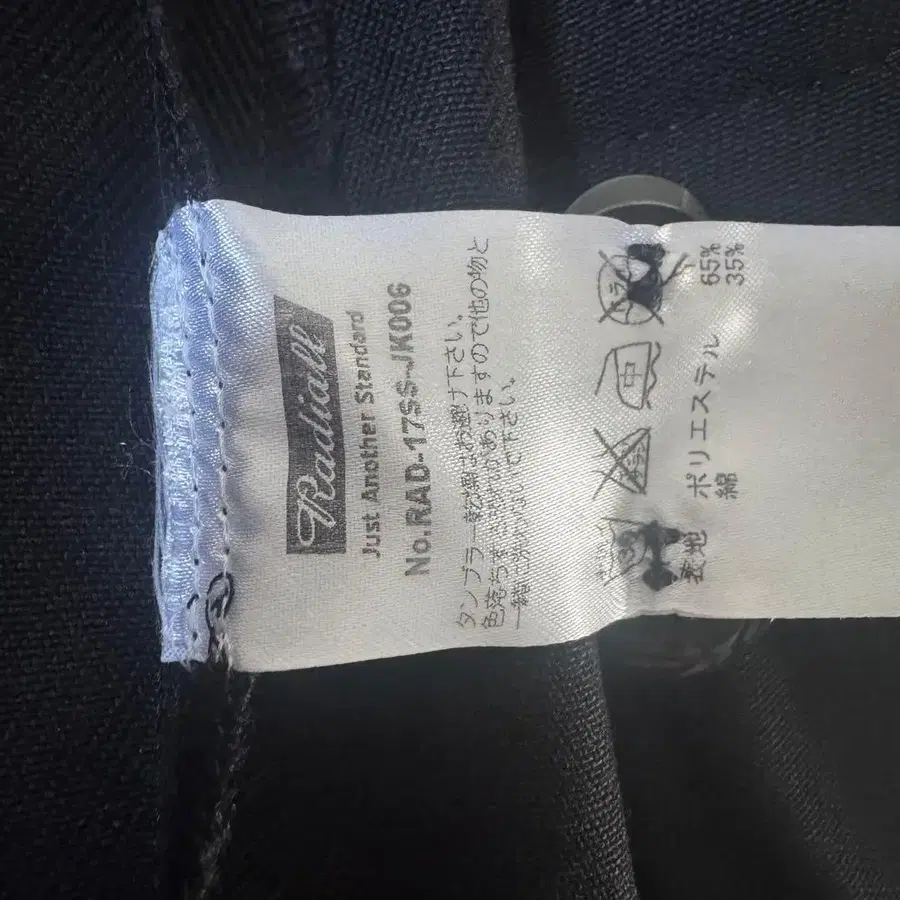 Radiall
Just Another Standard
No.RAD-17SS-JK006
タンブラー乾燥はお避け下さい。
色落ちする恐れがありますので他の物と
一緒に洗わないで下さい。
中
表地 ポリエステル 65%
綿 35%